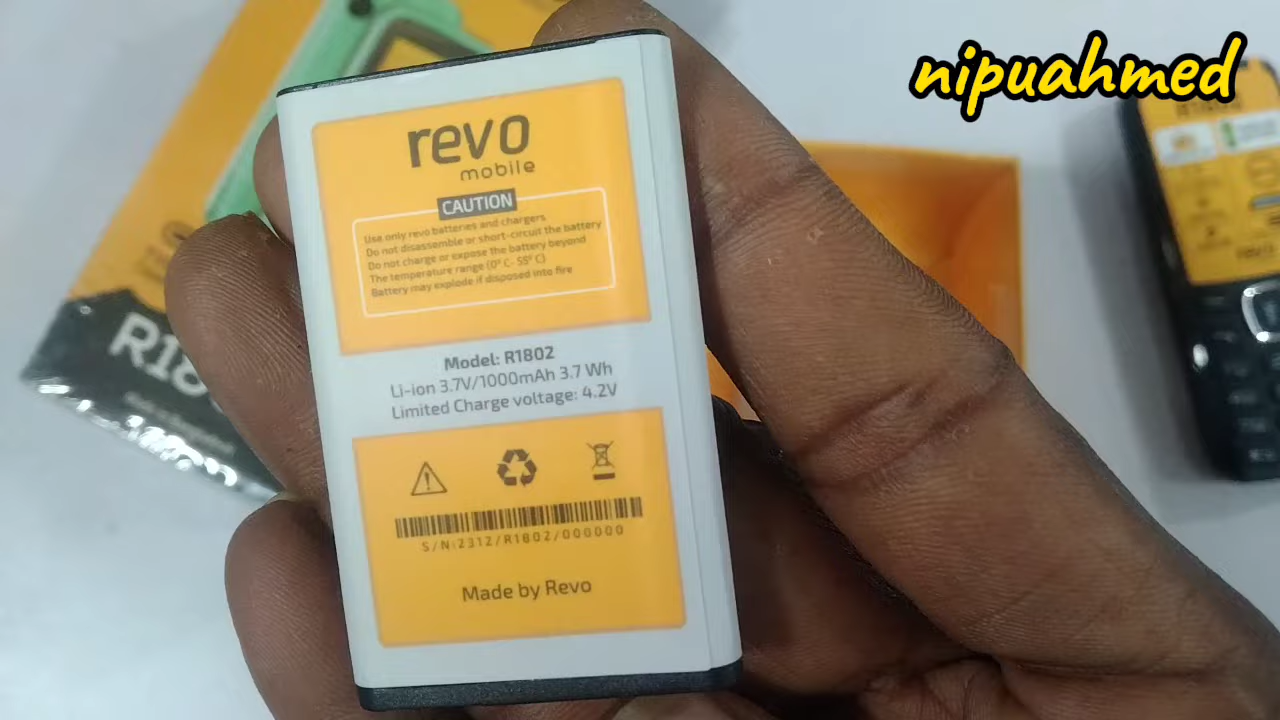 nipuahmed
revo
mobile
CAUTION
Use only revo batteries and chargers
Do not disassemble or short-circuit the battery
Do not charge or expose the battery beyond
The temperature range (0° C - 55° C)
Battery may explode if disposed into fire
Model: R1802
Li-ion 3.7V/1000mAh 3.7 Wh
Limited Charge voltage: 4.2V
S/N:2312/R1802/000000
Made by Revo
revo